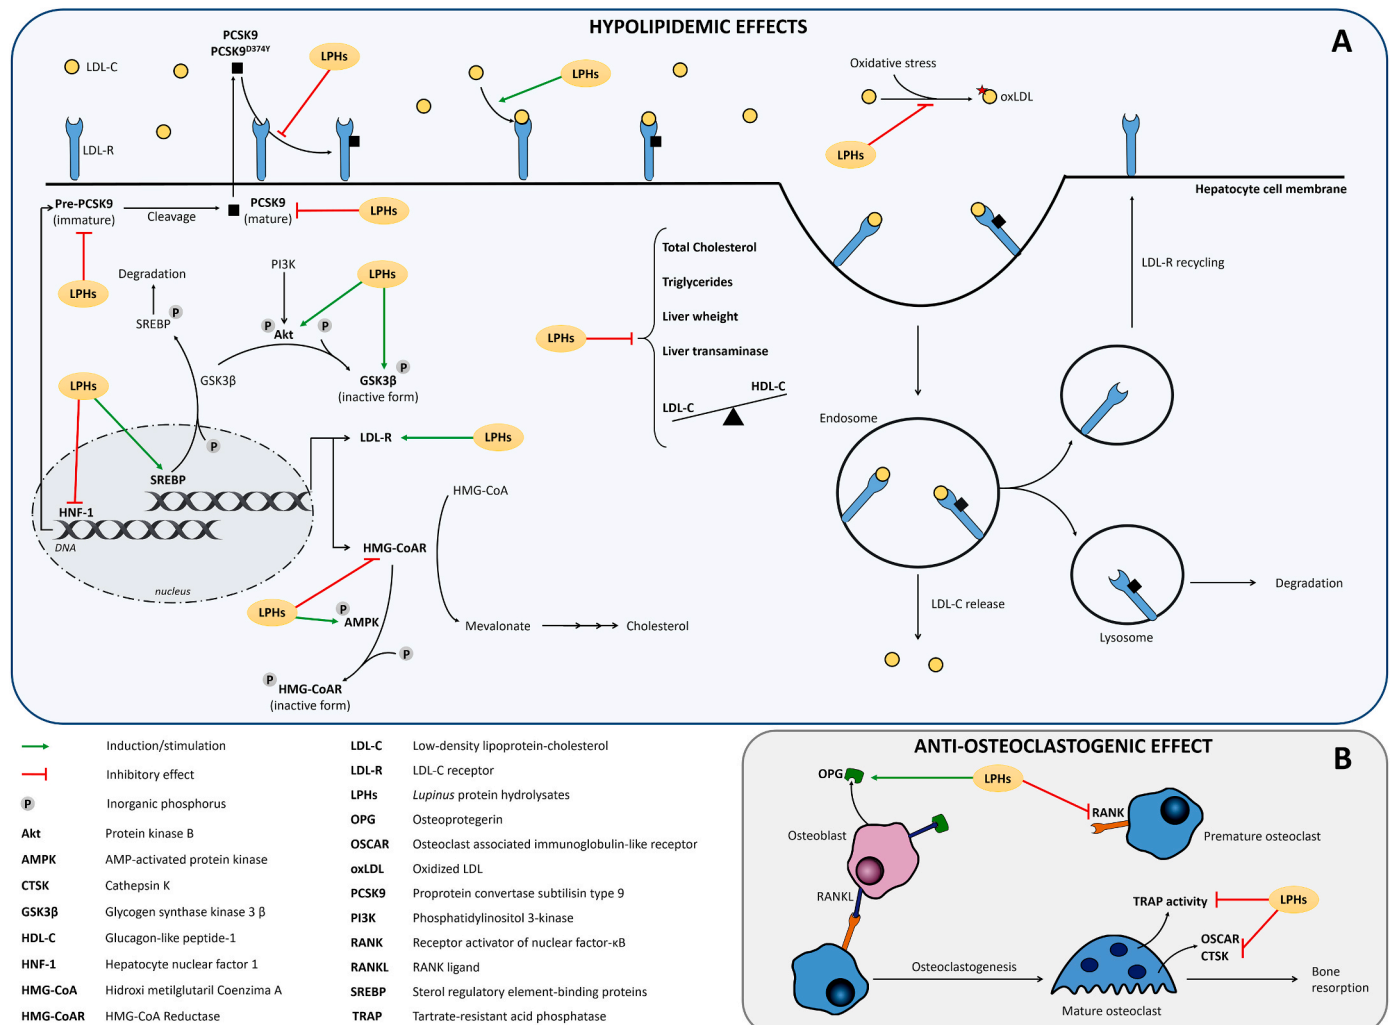 HYPOLIPIDEMIC EFFECTS
A
PCSK9
PCSK9D374Y
LPHs
LDL-C
LDL-R
LPHs
Oxidative stress
oxLDL
LPHs
Hepatocyte cell membrane
Pre-PCSK9
(immature)
Cleavage
PCSK9
(mature)
LPHs
LPHs
Degradation
P
SREBP
PI3K
LPHs
P
Akt
P
P
GSK3β
GSK3β
(inactive form)
LPHs
P
SREBP
HNF-1
DNA
nucleus
LDL-R
LPHs
HMG-CoA
HMG-CoAR
LPHs
P
AMPK
P
Mevalonate
Cholesterol
P
HMG-CoAR
(inactive form)
LPHs
Total Cholesterol
Triglycerides
Liver wheight
Liver transaminase
HDL-C
LDL-C
LDL-R recycling
Endosome
LDL-C release
Lysosome
Degradation
Induction/stimulation
Inhibitory effect
P Inorganic phosphorus
Akt Protein kinase B
AMPK AMP-activated protein kinase
CTSK Cathepsin K
GSK3β Glycogen synthase kinase 3 β
HDL-C Glucagon-like peptide-1
HNF-1 Hepatocyte nuclear factor 1
HMG-CoA Hidroxi metilglutaril Coenzima A
HMG-CoAR HMG-CoA Reductase
LDL-C Low-density lipoprotein-cholesterol
LDL-R LDL-C receptor
LPHs Lupinus protein hydrolysates
OPG Osteoprotegerin
OSCAR Osteoclast associated immunoglobulin-like receptor
oxLDL Oxidized LDL
PCSK9 Proprotein convertase subtilisin type 9
PI3K Phosphatidylinositol 3-kinase
RANK Receptor activator of nuclear factor-κB
RANKL RANK ligand
SREBP Sterol regulatory element-binding proteins
TRAP Tartrate-resistant acid phosphatase
ANTI-OSTEOCLASTOGENIC EFFECT
B
OPG
LPHs
RANK
Osteoblast
Premature osteoclast
RANKL
TRAP activity
LPHs
OSCAR
CTSK
Osteoclastogenesis
Bone
resorption
Mature osteoclast